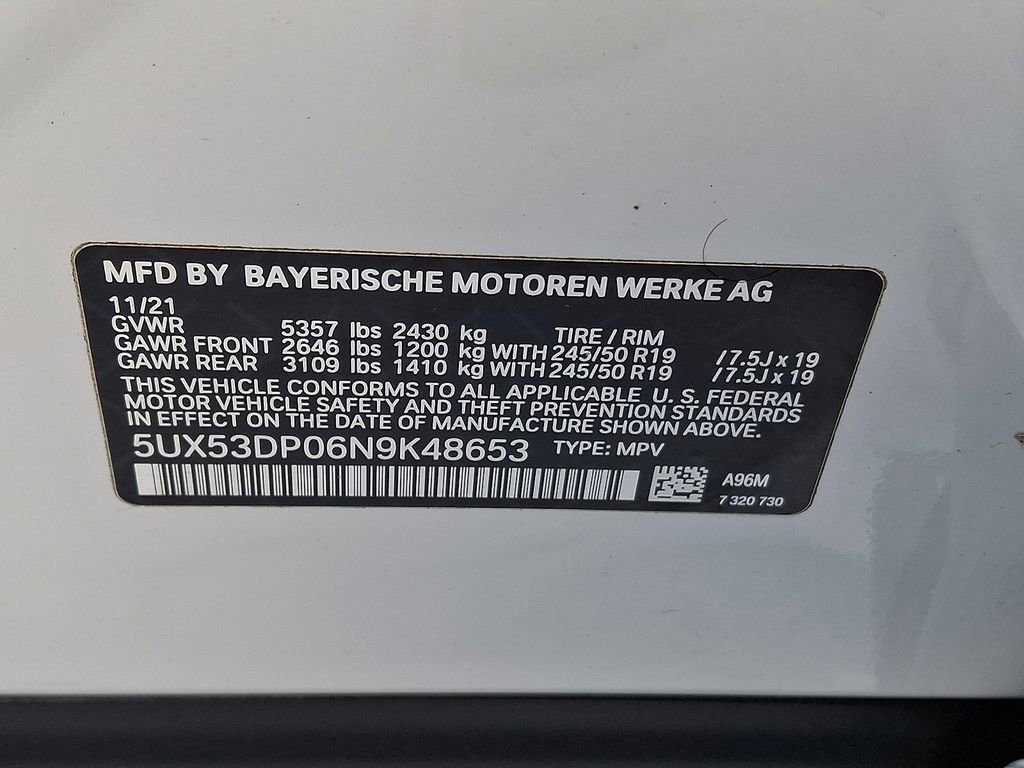 MFD BY BAYERISCHE MOTOREN WERKE AG
11/21
GVWR 5357 lbs 2430 kg TIRE / RIM
GAWR FRONT 2646 lbs 1200 kg WITH 245/50 R19 /7.5J x 19
GAWR REAR 3109 lbs 1410 kg WITH 245/50 R19 /7.5J x 19
THIS VEHICLE CONFORMS TO ALL APPLICABLE U. S. FEDERAL
MOTOR VEHICLE SAFETY AND THEFT PREVENTION STANDARDS
IN EFFECT ON THE DATE OF MANUFACTURE SHOWN ABOVE.
5UX53DP06N9K48653 TYPE: MPV
A96M
7 320 730